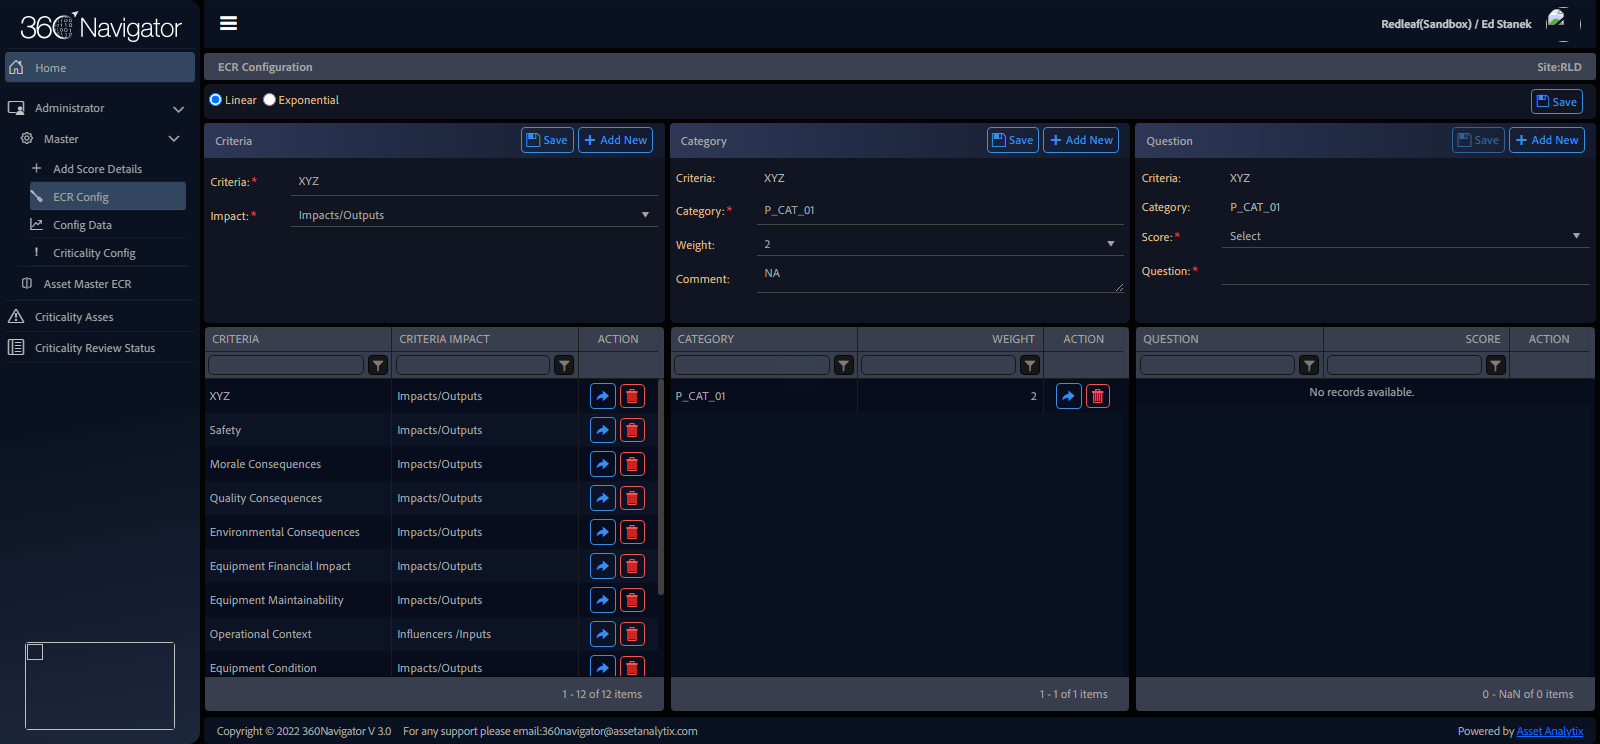 360 Navigator
Redleaf(Sandbox) / Ed Stanek
Home
Administrator
Master
Add Score Details
ECR Config
Config Data
Criticality Config
Asset Master ECR
Criticality Asses
Criticality Review Status
ECR Configuration
Site:RLD
Linear Exponential
Save
Criteria
Save
Add New
Criteria:* XYZ
Impact:* Impacts/Outputs
Category
Save
Add New
Criteria: XYZ
Category:* P_CAT_01
Weight: 2
Comment: NA
Question
Save
Add New
Criteria: XYZ
Category: P_CAT_01
Score:* Select
Question:*
CRITERIA CRITERIA IMPACT ACTION
XYZ Impacts/Outputs
Safety Impacts/Outputs
Morale Consequences Impacts/Outputs
Quality Consequences Impacts/Outputs
Environmental Consequences Impacts/Outputs
Equipment Financial Impact Impacts/Outputs
Equipment Maintainability Impacts/Outputs
Operational Context Influencers /Inputs
Equipment Condition Impacts/Outputs
1 - 12 of 12 items
CATEGORY WEIGHT ACTION
P_CAT_01 2
1 - 1 of 1 items
QUESTION SCORE ACTION
No records available.
0 - NaN of 0 items
Copyright © 2022 360Navigator V 3.0 For any support please email:360navigator@assetanalytix.com
Powered by Asset Analytix